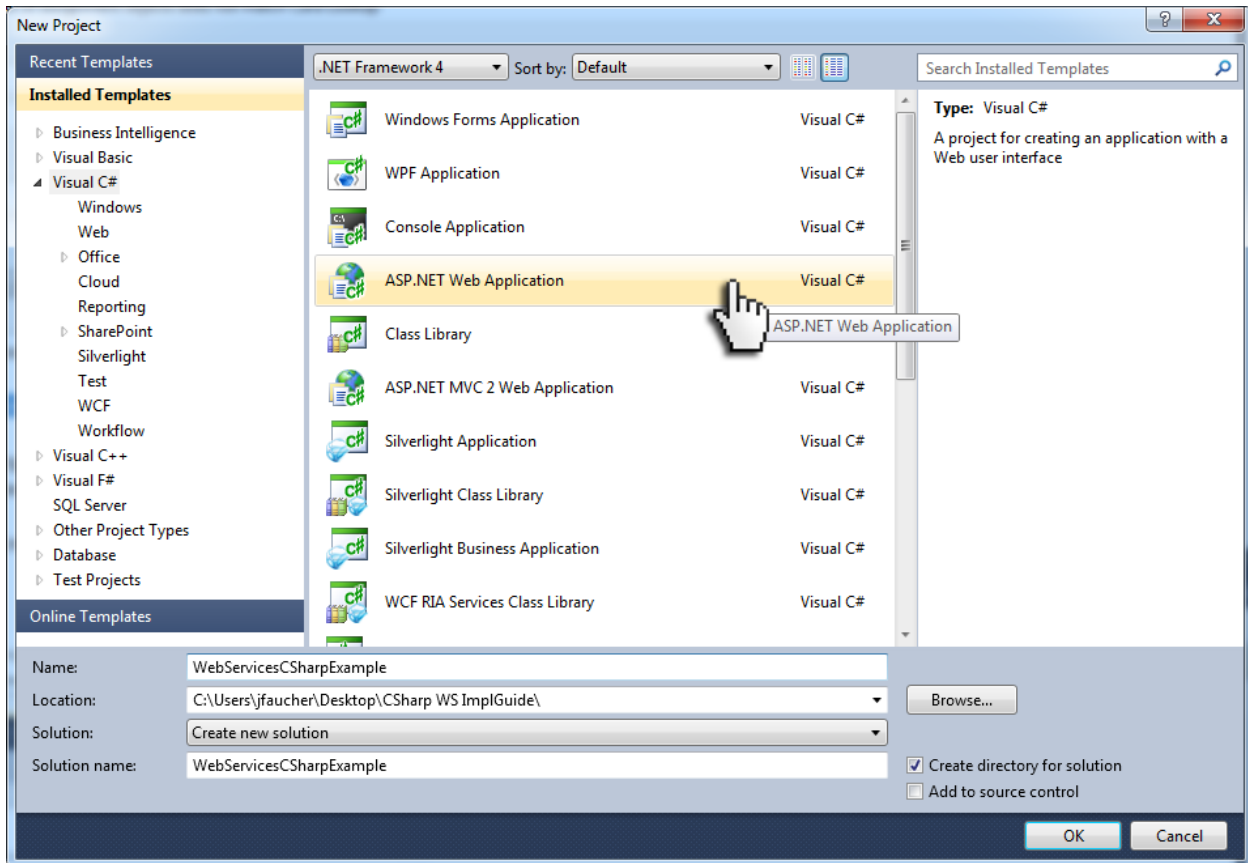 New Project
Recent Templates
Installed Templates
Business Intelligence
Visual Basic
Visual C#
Windows
Web
Office
Cloud
Reporting
SharePoint
Silverlight
Test
WCF
Workflow
Visual C++
Visual F#
SQL Server
Other Project Types
Database
Test Projects
Online Templates
.NET Framework 4
Sort by: Default
Windows Forms Application Visual C#
WPF Application Visual C#
Console Application Visual C#
ASP.NET Web Application Visual C#
ASP.NET Web Application
Class Library
ASP.NET MVC 2 Web Application Visual C#
Silverlight Application Visual C#
Silverlight Class Library Visual C#
Silverlight Business Application Visual C#
WCF RIA Services Class Library Visual C#
Search Installed Templates
Type: Visual C#
A project for creating an application with a
Web user interface
Name: WebServicesCSharpExample
Location: C:\Users\jfaucher\Desktop\CSharp WS ImplGuide\
Browse...
Solution: Create new solution
Solution name: WebServicesCSharpExample
Create directory for solution
Add to source control
OK Cancel